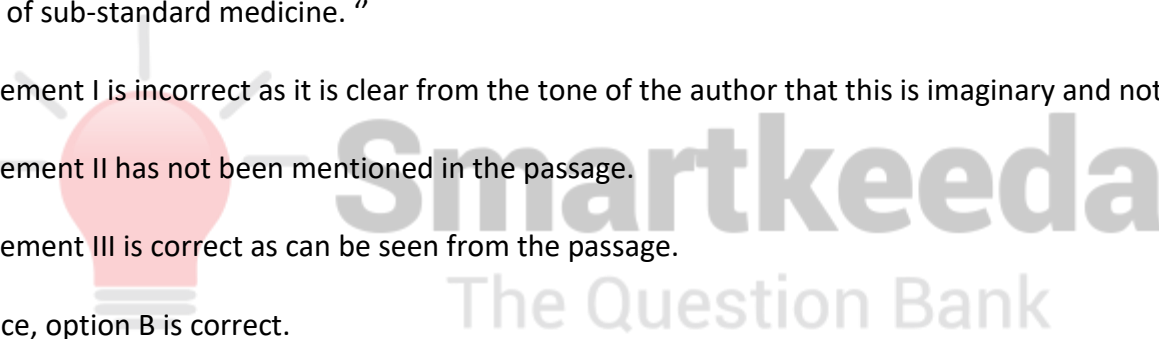 of sub-standard medicine. “
ement I is incorrect as it is clear from the tone of the author that this is imaginary and not
ement II has not been mentioned in the passage.
Smartkeeda
ement III is correct as can be seen from the passage.
The Question Bank
ce, option B is correct.